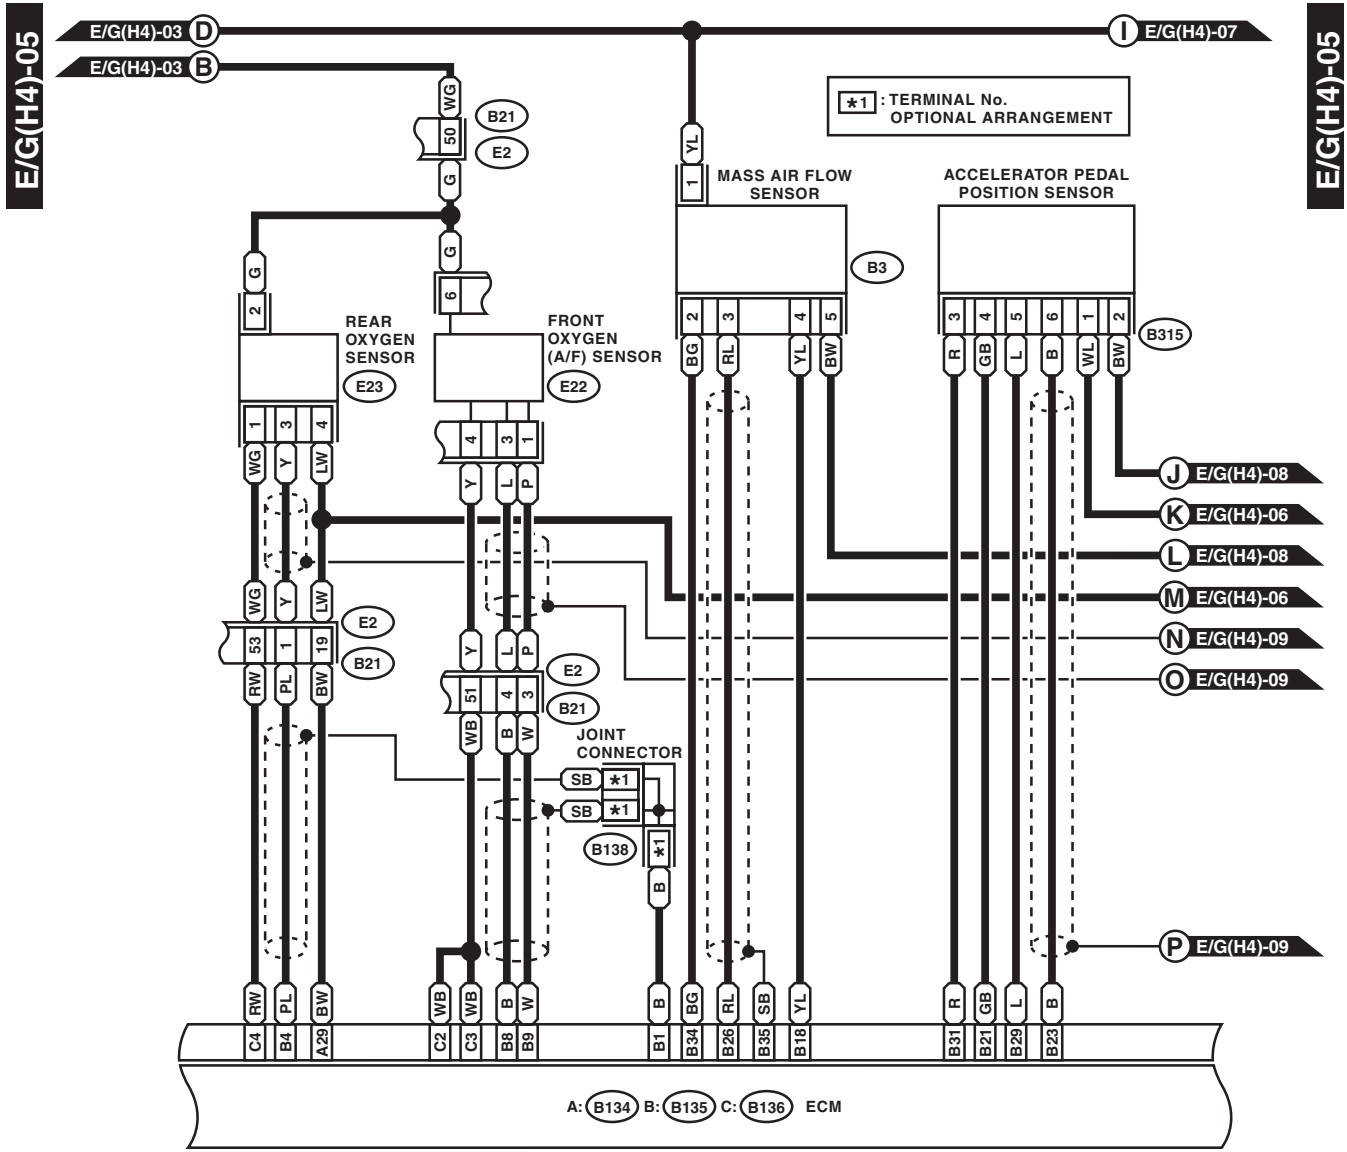 E/G(H4)-05
E/G(H4)-05
E/G(H4)-03 D
I E/G(H4)-07
E/G(H4)-03 B
WG
50
B21
E2
G
*1 : TERMINAL No.
OPTIONAL ARRANGEMENT
YL
1
MASS AIR FLOW
SENSOR
ACCELERATOR PEDAL
POSITION SENSOR
G
2
G
6
B3
B315
REAR
OXYGEN
SENSOR
E23
FRONT
OXYGEN
(A/F) SENSOR
E22
2 3 4 5
BG RL YL BW
3 4 5 6 1 2
R GB L B WL BW
1 3 4
WG Y LW
4 3 1
Y L P
J E/G(H4)-08
K E/G(H4)-06
L E/G(H4)-08
M E/G(H4)-06
N E/G(H4)-09
O E/G(H4)-09
WG Y LW
53 1 19
RW PL BW
E2
B21
Y L P
51 4 3
WB B W
E2
B21
JOINT
CONNECTOR
SB *1
SB *1
B138
*1
B
P E/G(H4)-09
RW PL BW WB WB B W B BG RL SB YL R GB L B
C4 B4 A29 C2 C3 B8 B9 B1 B34 B26 B35 B18 B31 B21 B29 B23
A: B134 B: B135 C: B136 ECM